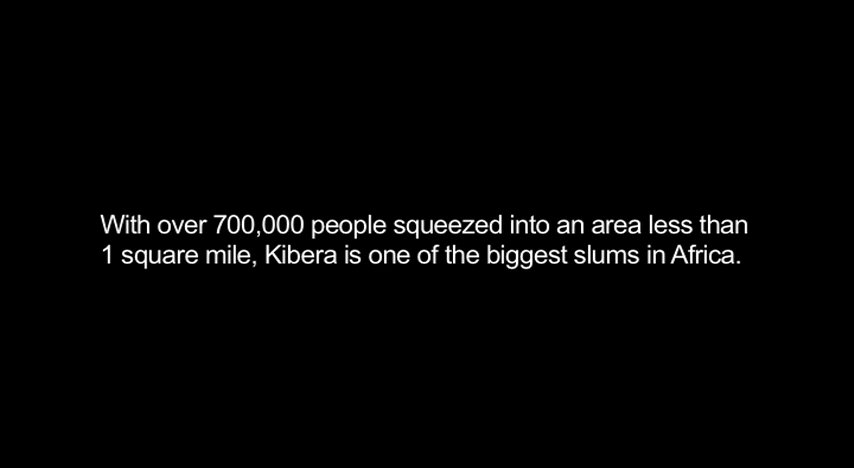 With over 700,000 people squeezed into an area less than
1 square mile, Kibera is one of the biggest slums in Africa.